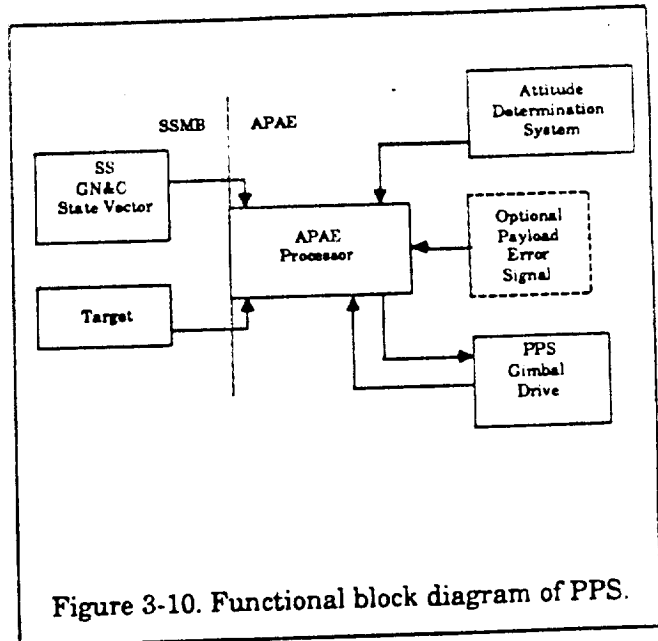 SSMB
APAE
Attitude
Determination
System
SS
GN&C
State Vector
APAE
Processor
Optional
Payload
Error
Signal
Target
PPS
Gimbal
Drive
Figure 3-10. Functional block diagram of PPS.